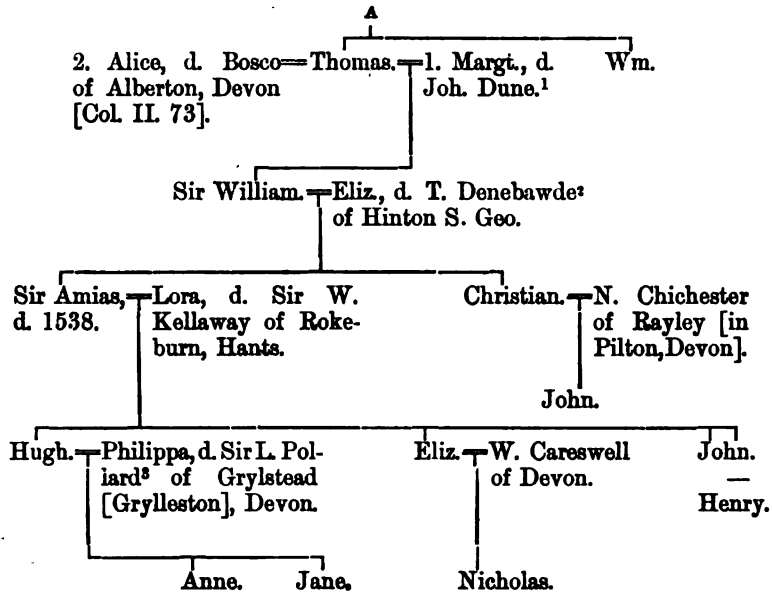 A
2. Alice, d. Bosco=Thomas.=1. Margt., d. Wm.
of Alberton, Devon Joh. Dune.¹
[Col. II. 73].
Sir William.=Eliz., d. T. Denebawde²
of Hinton S. Geo.
Sir Amias,=Lora, d. Sir W. Christian.=N. Chichester
d. 1538. Kellaway of Roke- of Rayley [in
burn, Hants. Pilton, Devon].
John.
Hugh.=Philippa, d. Sir L. Pol- Eliz.=W. Careswell John.
iard³ of Grylstead of Devon. —
[Grylleston], Devon. Henry.
Anne. Jane. Nicholas.